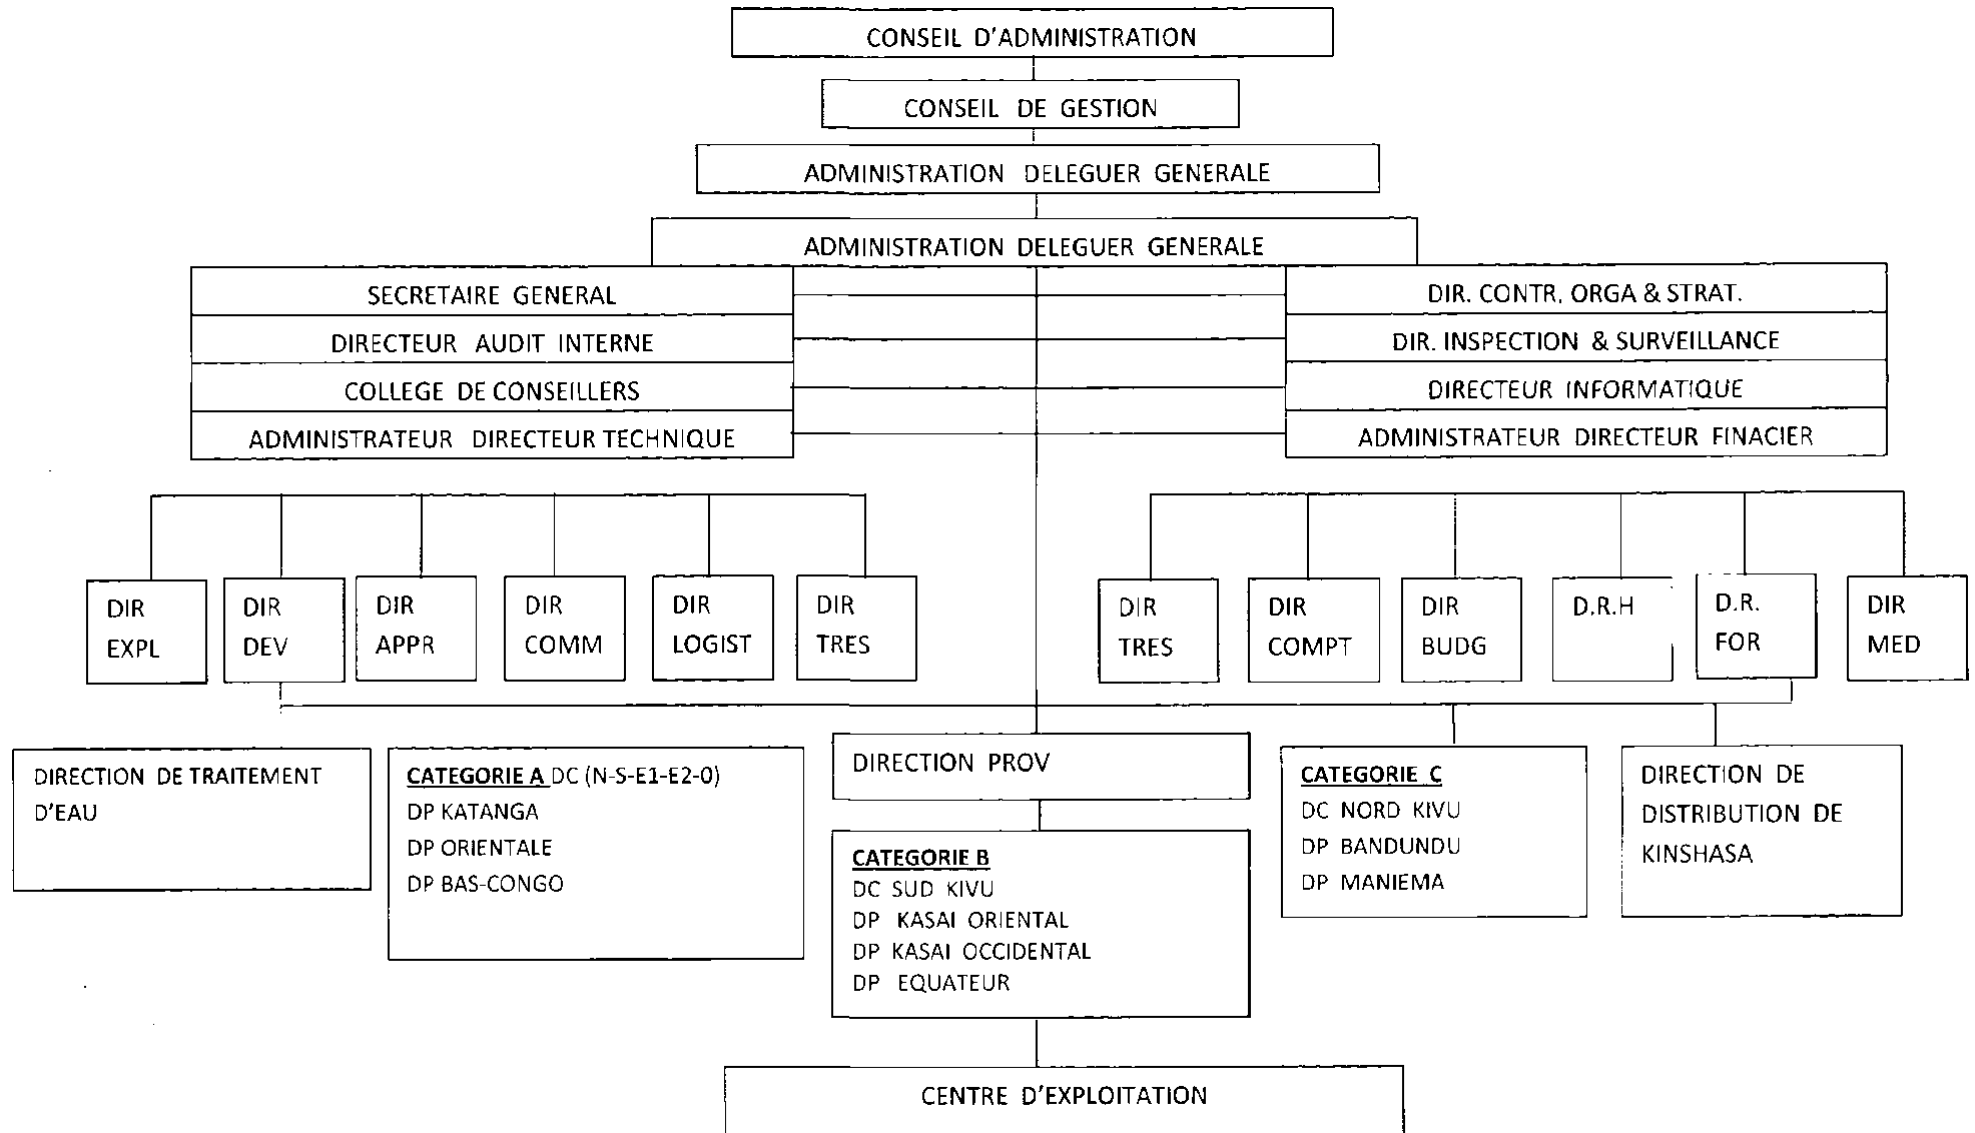 CONSEIL D'ADMINISTRATION
CONSEIL DE GESTION
ADMINISTRATION DELEGUER GENERALE
ADMINISTRATION DELEGUER GENERALE
SECRETAIRE GENERAL
DIRECTEUR AUDIT INTERNE
COLLEGE DE CONSEILLERS
ADMINISTRATEUR DIRECTEUR TECHNIQUE
DIR. CONTR. ORGA & STRAT.
DIR. INSPECTION & SURVEILLANCE
DIRECTEUR INFORMATIQUE
ADMINISTRATEUR DIRECTEUR FINACIER
DIR
EXPL
DIR
DEV
DIR
APPR
DIR
COMM
DIR
LOGIST
DIR
TRES
DIR
TRES
DIR
COMPT
DIR
BUDG
D.R.H
D.R.
FOR
DIR
MED
DIRECTION DE TRAITEMENT
D'EAU
CATEGORIE A DC (N-S-E1-E2-0)
DP KATANGA
DP ORIENTALE
DP BAS-CONGO
DIRECTION PROV
CATEGORIE B
DC SUD KIVU
DP KASAI ORIENTAL
DP KASAI OCCIDENTAL
DP EQUATEUR
CATEGORIE C
DC NORD KIVU
DP BANDUNDU
DP MANIEMA
DIRECTION DE
DISTRIBUTION DE
KINSHASA
CENTRE D'EXPLOITATION